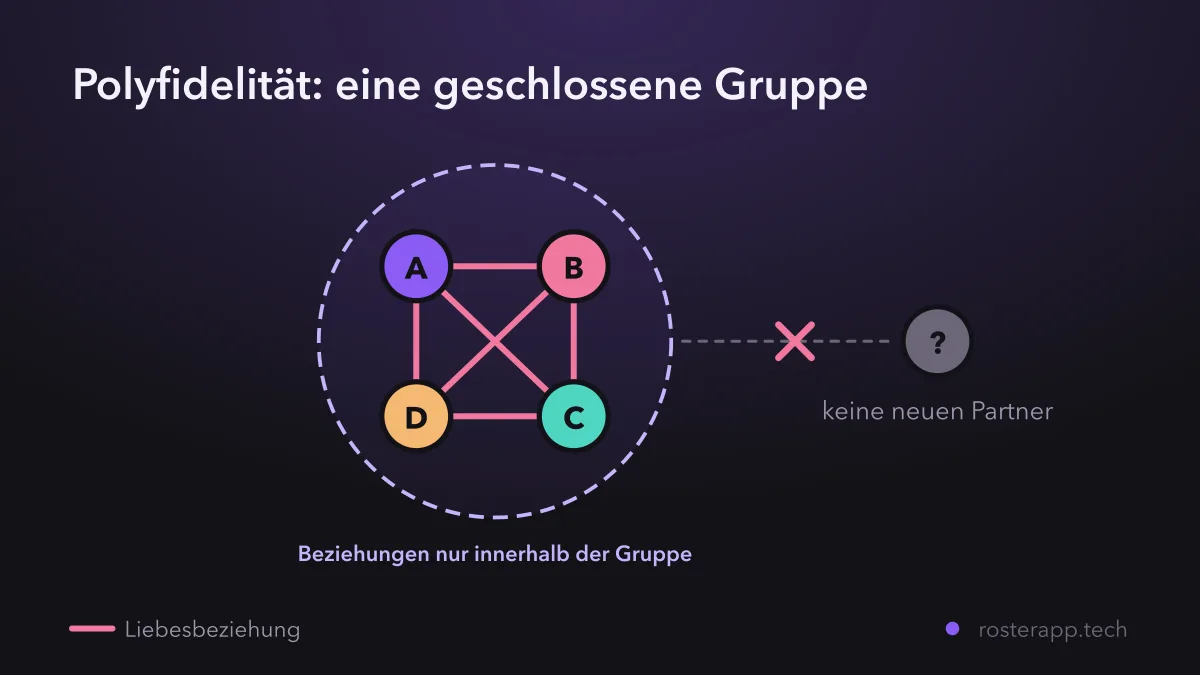 Polyfidelität: eine geschlossene Gruppe
A
B
?
D
C
keine neuen Partner
Beziehungen nur innerhalb der Gruppe
Liebesbeziehung
rosterapp.tech